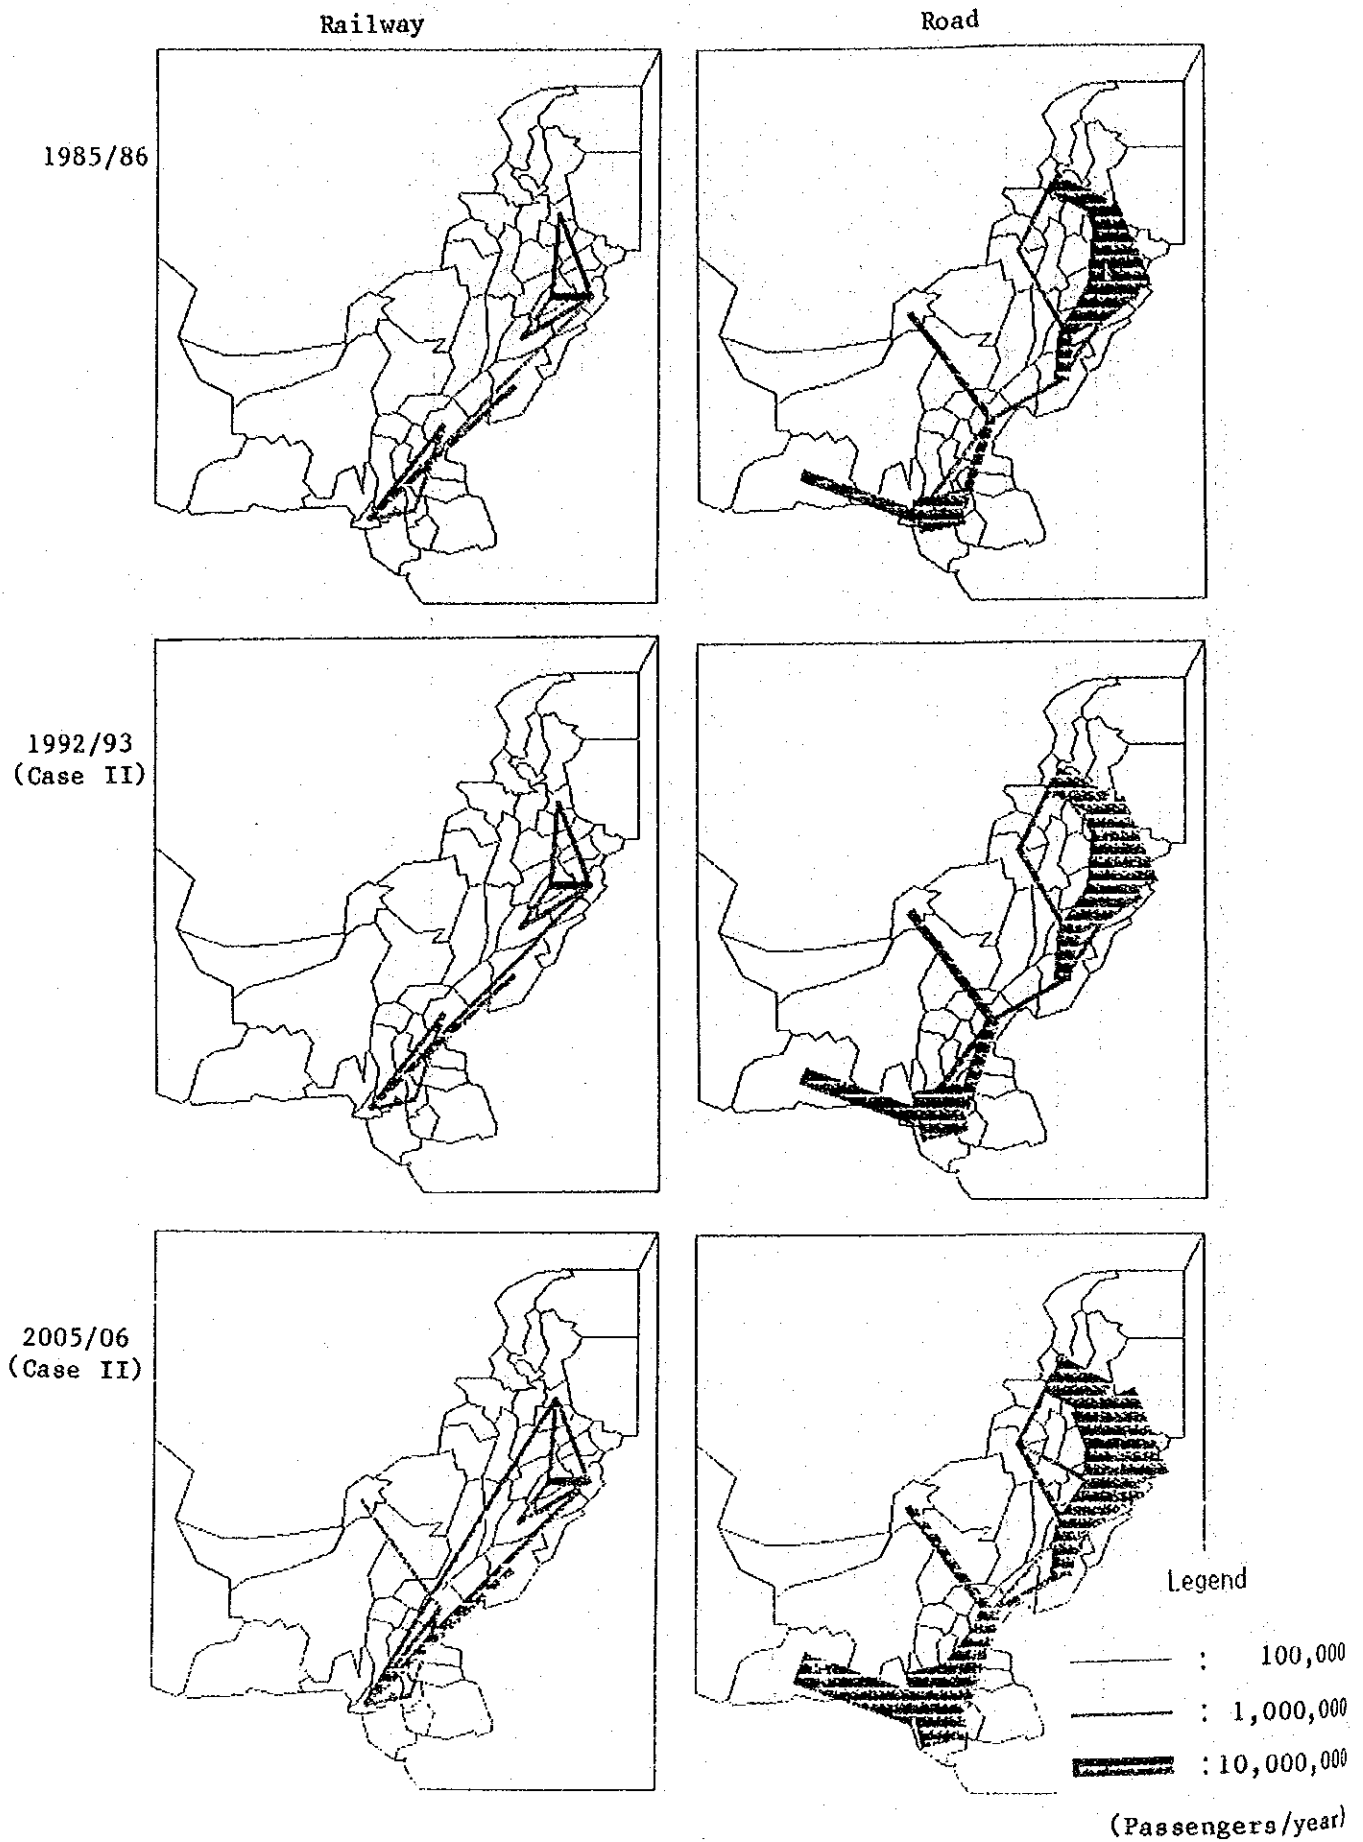 Railway
Road
1985/86
1992/93
(Case II)
2005/06
(Case II)
Legend
: 100,000
: 1,000,000
: 10,000,000
(Passengers/year)